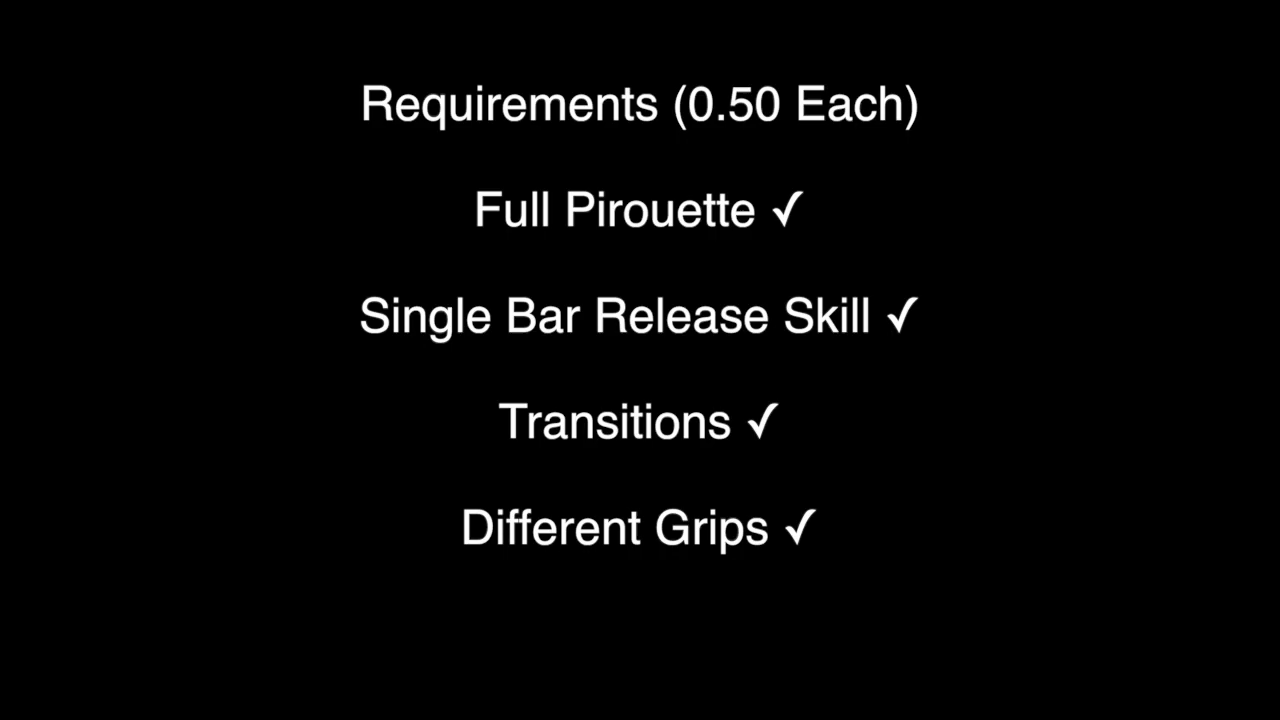 Requirements (0.50 Each)
Full Pirouette ✓
Single Bar Release Skill ✓
Transitions ✓
Different Grips ✓